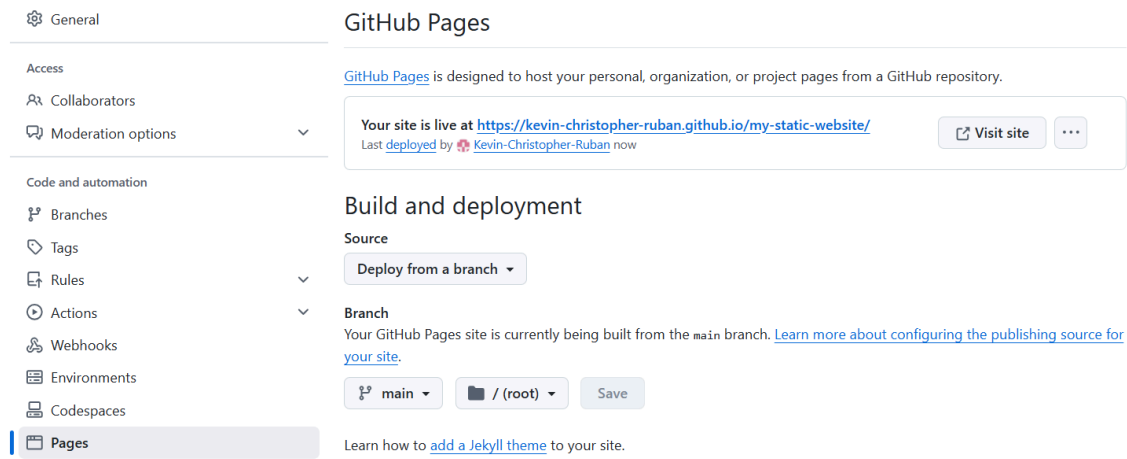 General
Access
Collaborators
Moderation options
Code and automation
Branches
Tags
Rules
Actions
Webhooks
Environments
Codespaces
Pages
GitHub Pages
GitHub Pages is designed to host your personal, organization, or project pages from a GitHub repository.
Your site is live at https://kevin-christopher-ruban.github.io/my-static-website/
Last deployed by Kevin-Christopher-Ruban now
Visit site
Build and deployment
Source
Deploy from a branch
Branch
Your GitHub Pages site is currently being built from the main branch. Learn more about configuring the publishing source for
your site.
main
/ (root)
Save
Learn how to add a Jekyll theme to your site.